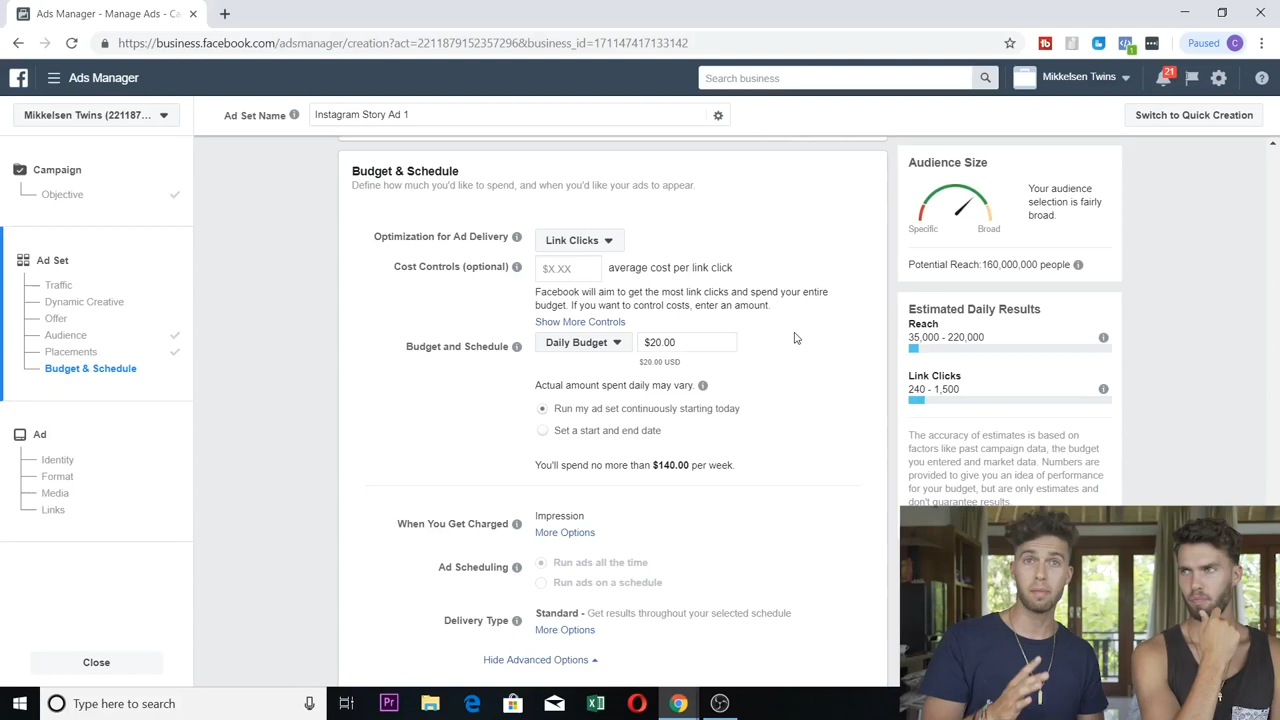 Ads Manager - Manage Ads - Ca
https://business.facebook.com/adsmanager/creation?act=2211879152357296&business_id=171147417133142
Paused
C
Ads Manager
Search business
Mikkelsen Twins
21
Mikkelsen Twins (221187...
Ad Set Name
Instagram Story Ad 1
Switch to Quick Creation
Campaign
Objective
Ad Set
Traffic
Dynamic Creative
Offer
Audience
Placements
Budget & Schedule
Ad
Identity
Format
Media
Links
Close
Budget & Schedule
Define how much you'd like to spend, and when you'd like your ads to appear.
Optimization for Ad Delivery
Link Clicks
Cost Controls (optional)
$X.XX
average cost per link click
Facebook will aim to get the most link clicks and spend your entire
budget. If you want to control costs, enter an amount.
Show More Controls
Budget and Schedule
Daily Budget
$20.00
$20.00 USD
Actual amount spent daily may vary.
Run my ad set continuously starting today
Set a start and end date
You'll spend no more than $140.00 per week.
When You Get Charged
Impression
More Options
Ad Scheduling
Run ads all the time
Run ads on a schedule
Delivery Type
Standard - Get results throughout your selected schedule
More Options
Hide Advanced Options
Audience Size
Your audience
selection is fairly
broad.
Specific
Broad
Potential Reach:160,000,000 people
Estimated Daily Results
Reach
35,000 - 220,000
Link Clicks
240 - 1,500
The accuracy of estimates is based on
factors like past campaign data, the budget
you entered and market data. Numbers are
provided to give you an idea of performance
for your budget, but are only estimates and
don't guarantee results.
Type here to search
Pr